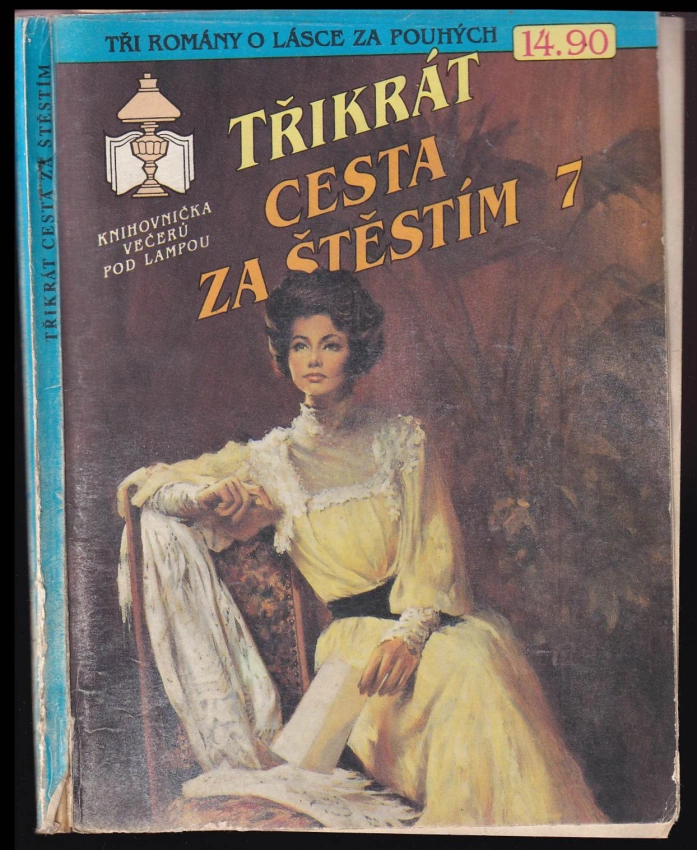 TŘI ROMÁNY O LÁSCE ZA POUHÝCH 14.90
TŘIKRÁT
CESTA
ZA ŠTĚSTÍM 7
KNIHOVNIČKA
VEČERŮ
POD LAMPOU
TŘIKRÁT CESTA ZA ŠTĚSTÍM